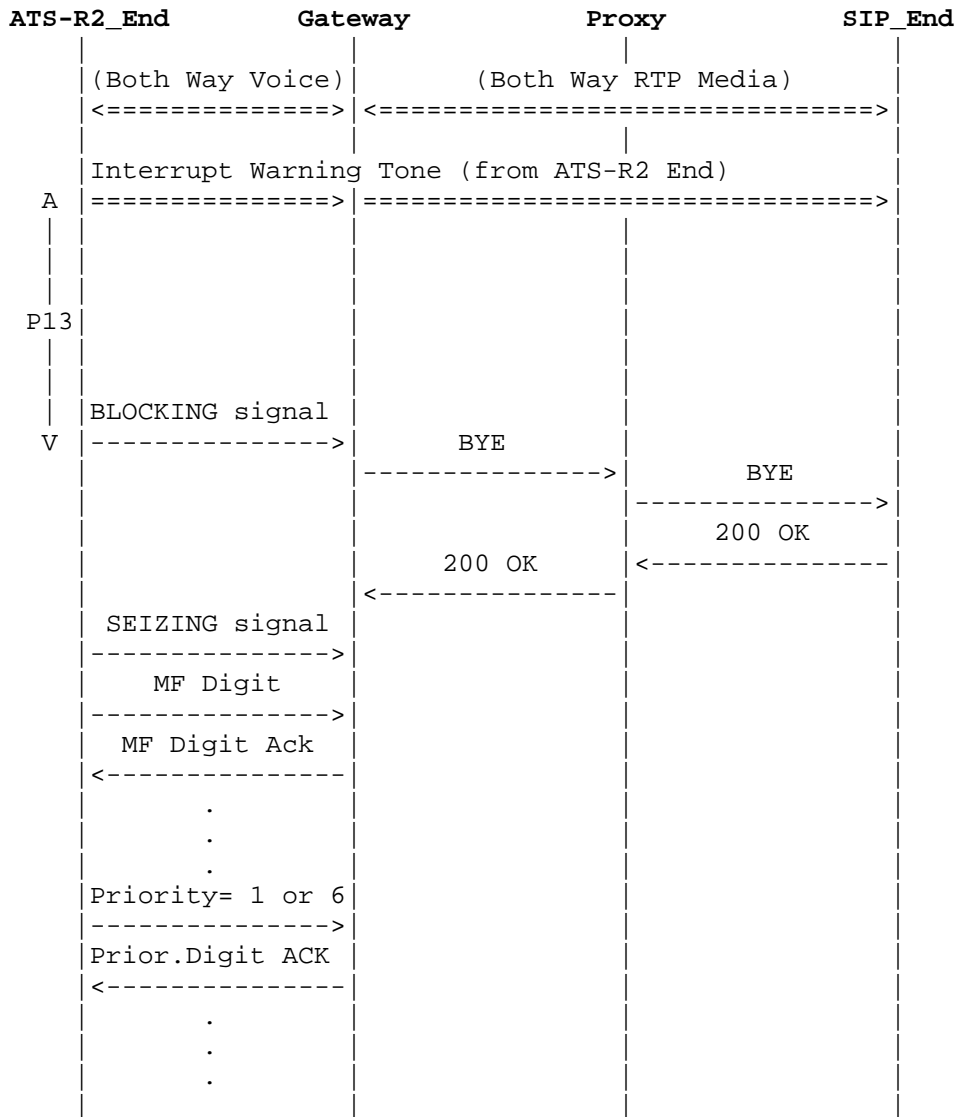 ATS-R2_End Gateway Proxy SIP_End
(Both Way Voice) (Both Way RTP Media)
Interrupt Warning Tone (from ATS-R2 End)
A
P13
BLOCKING signal
V BYE
BYE
200 OK
200 OK
SEIZING signal
MF Digit
MF Digit Ack
.
.
.
Priority= 1 or 6
Prior.Digit ACK
.
.
.